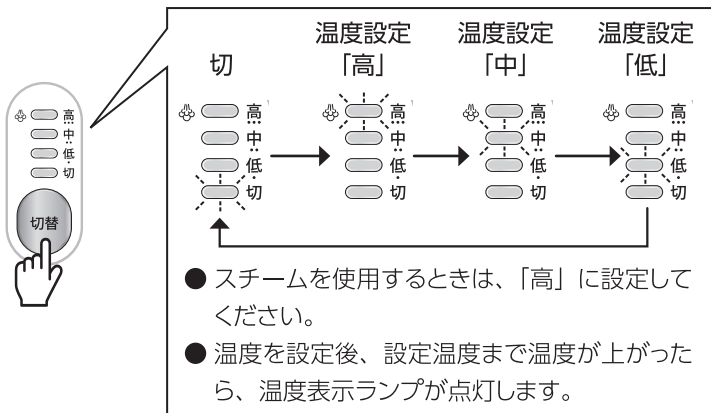 高
中
低
切
切替
切
温度設定
「高」
温度設定
「中」
温度設定
「低」
高 高 高 高
中 中 中 中
低 低 低 低
切 切 切 切
● スチームを使用するときは、「高」に設定して
ください。
● 温度を設定後、設定温度まで温度が上がった
ら、温度表示ランプが点灯します。